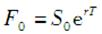 F₀ = S₀e^{rT}